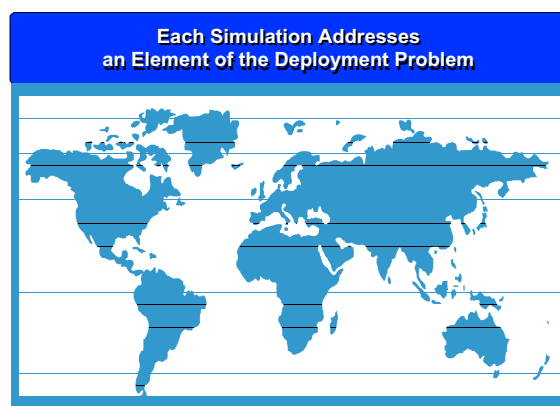 Each Simulation Addresses
an Element of the Deployment Problem